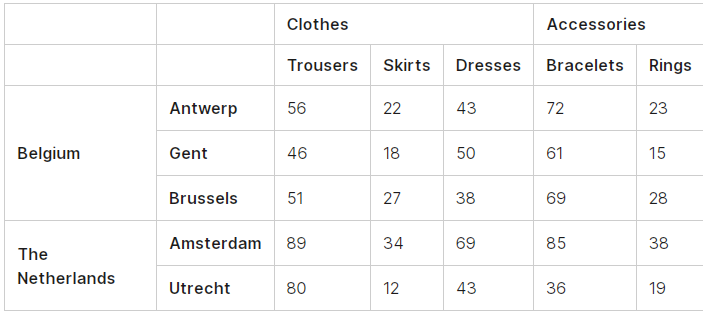 Clothes Accessories
Trousers Skirts Dresses Bracelets Rings
Belgium
Antwerp 56 22 43 72 23
Gent 46 18 50 61 15
Brussels 51 27 38 69 28
The
Netherlands
Amsterdam 89 34 69 85 38
Utrecht 80 12 43 36 19